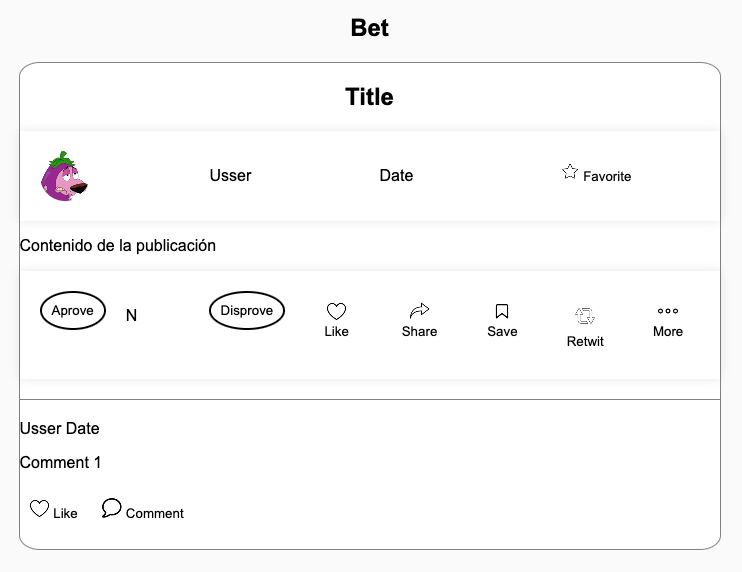 Bet
Title
Usser Date Favorite
Contenido de la publicación
Aprove N Disprove Like Share Save Retwit More
Usser Date
Comment 1
Like Comment